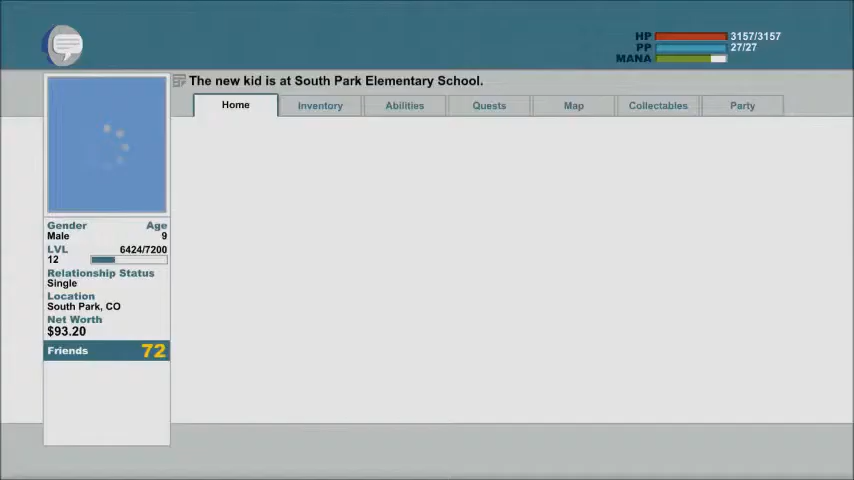 HP 3157/3157
PP 27/27
MANA
The new kid is at South Park Elementary School.
Home Inventory Abilities Quests Map Collectables Party
Gender Age
Male 9
LVL 6424/7200
12
Relationship Status
Single
Location
South Park, CO
Net Worth
$93.20
Friends 72